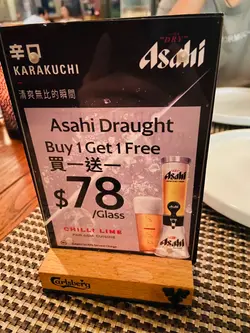 辛口
KARAKUCHI
Asahi
清爽無比的瞬間
Asahi Draught
Buy 1 Get 1 Free
買一送一
$78
/Glass
Asahi
CHILLI LIME
Carlsberg